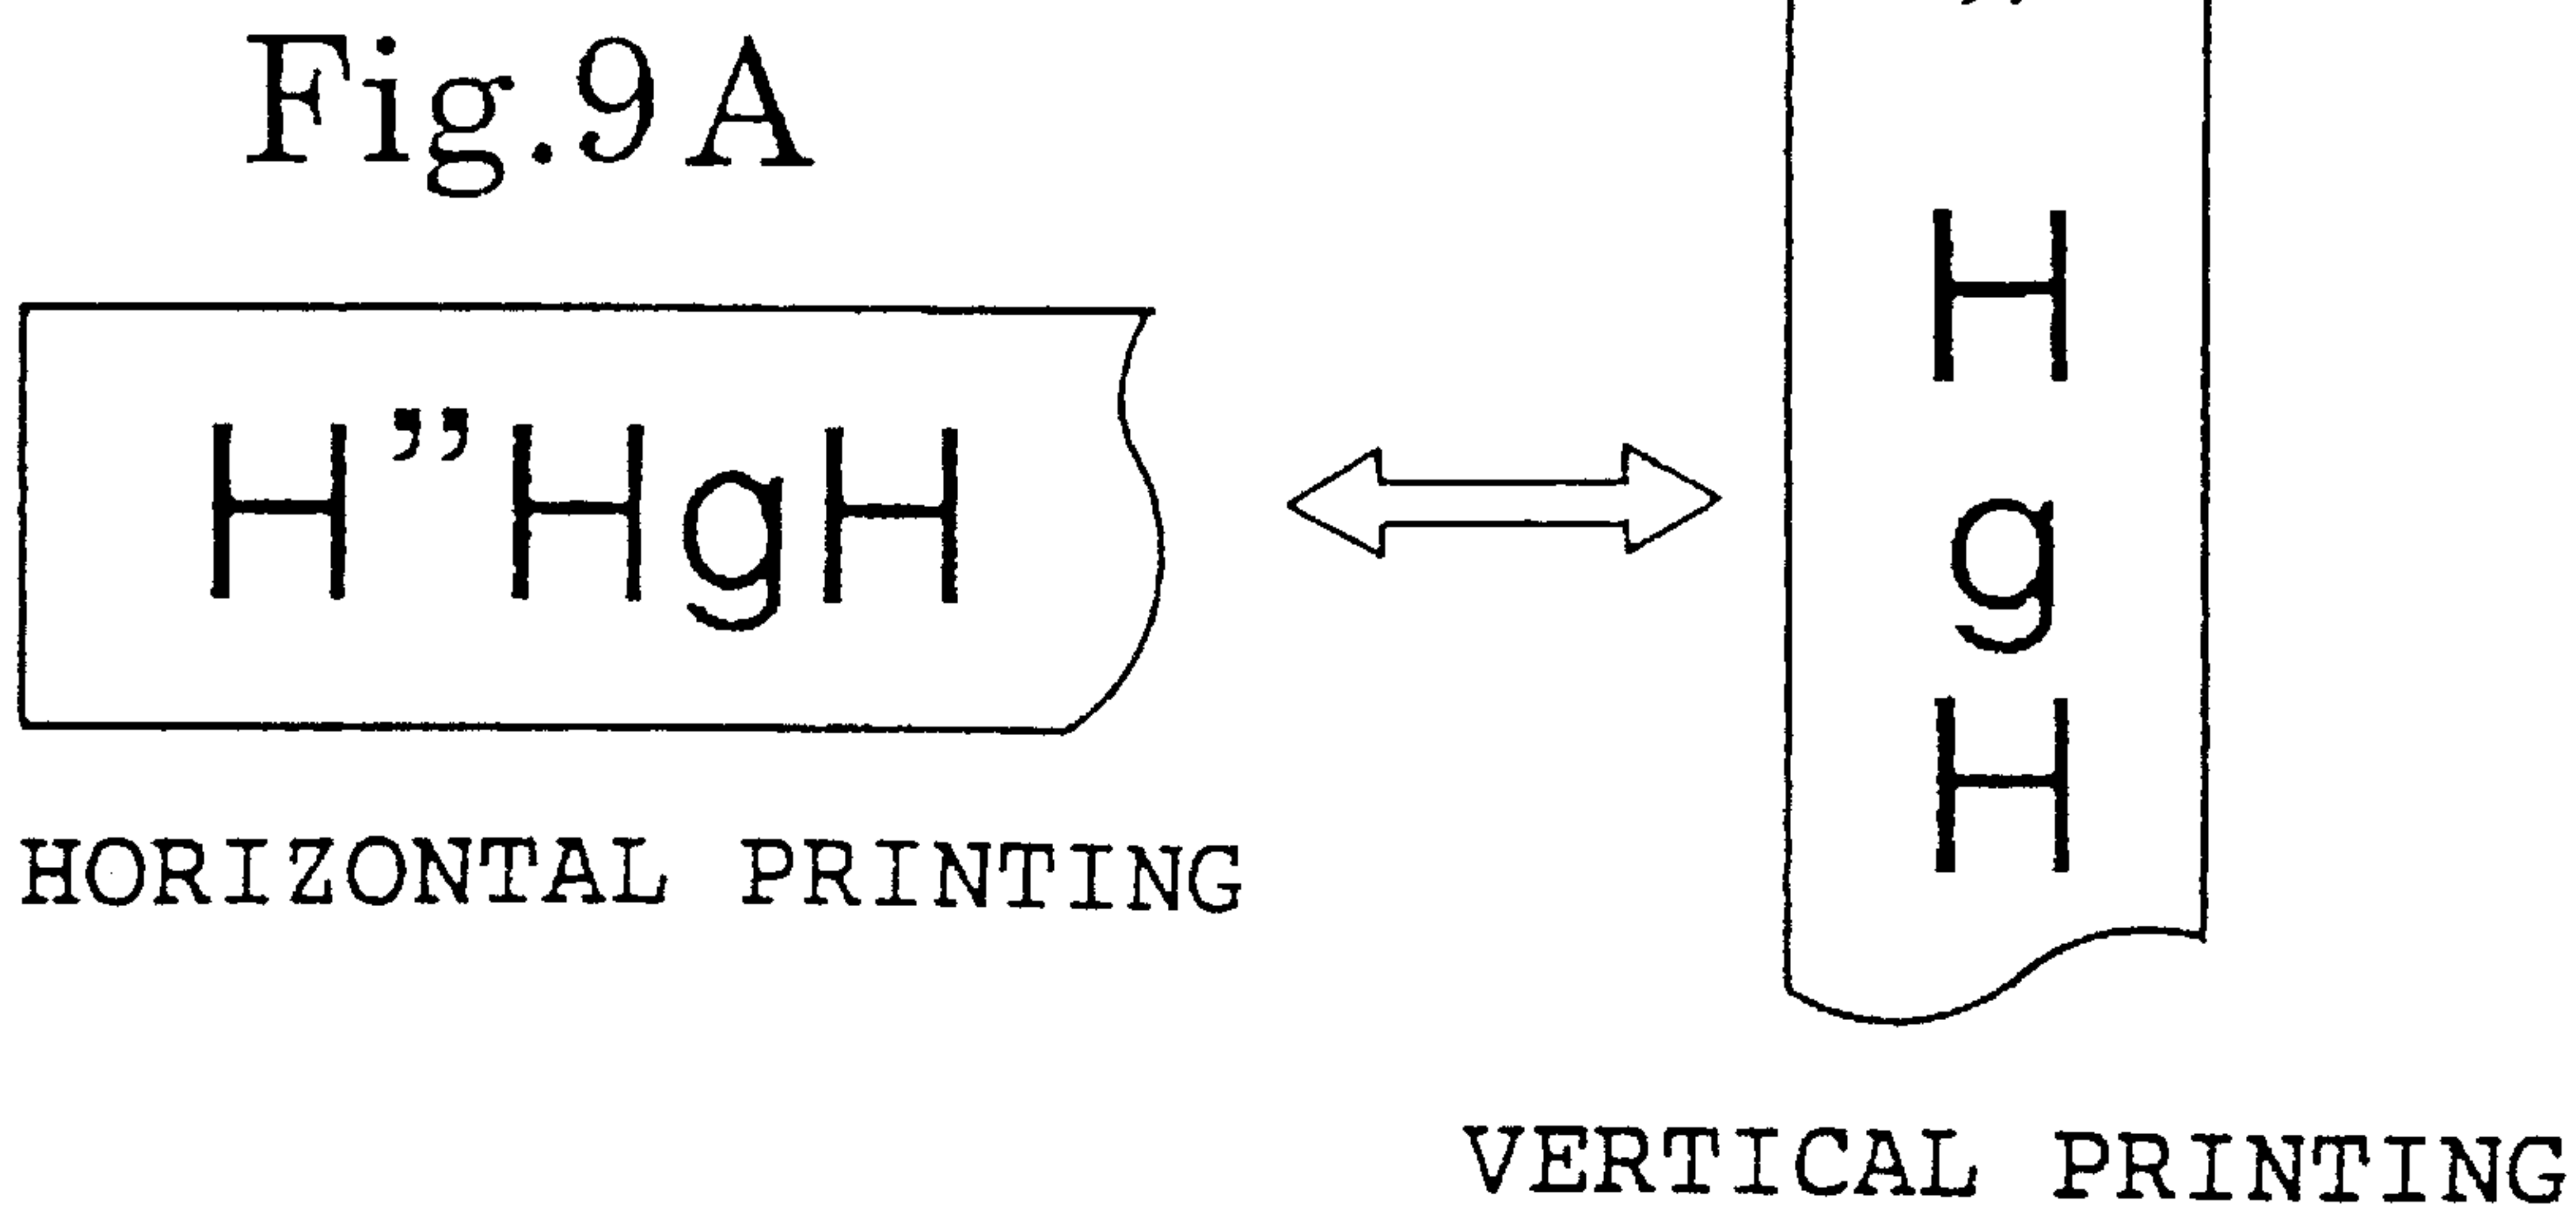 Fig.9A
H”HgH
HORIZONTAL PRINTING
”
H
g
H
VERTICAL PRINTING